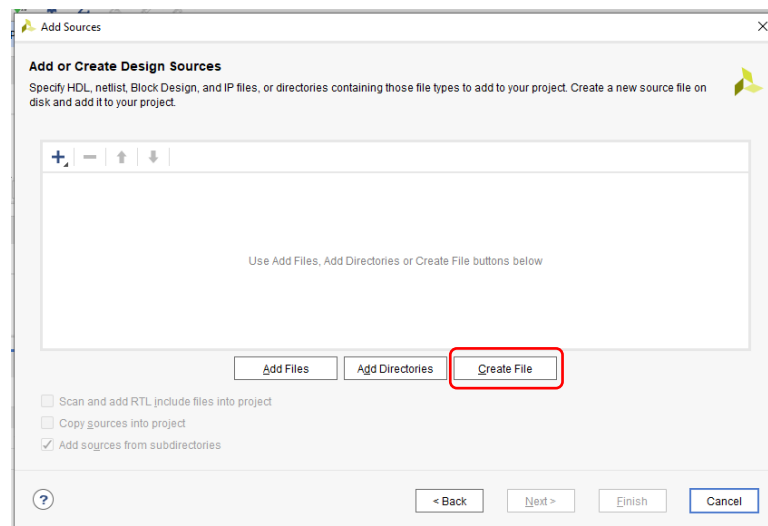 Add Sources
Add or Create Design Sources
Specify HDL, netlist, Block Design, and IP files, or directories containing those file types to add to your project. Create a new source file on
disk and add it to your project.
Use Add Files, Add Directories or Create File buttons below
Add Files Add Directories Create File
Scan and add RTL include files into project
Copy sources into project
Add sources from subdirectories
? < Back Next > Finish Cancel